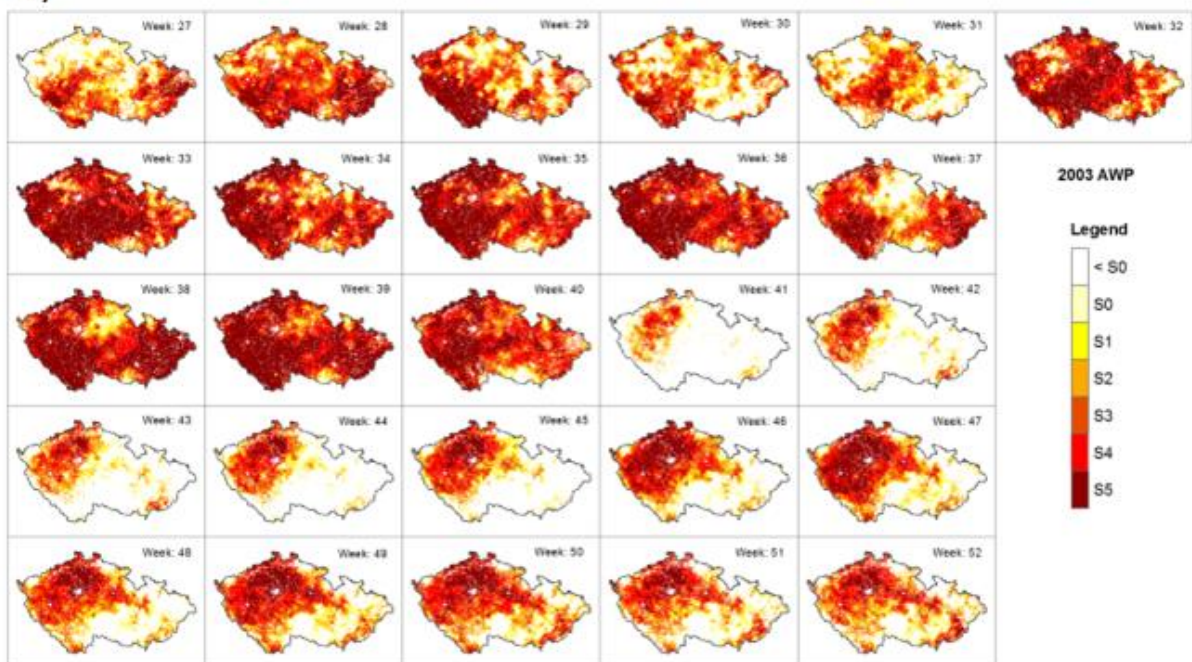 Week: 27
Week: 28
Week: 29
Week: 30
Week: 31
Week: 32
Week: 33
Week: 34
Week: 35
Week: 36
Week: 37
2003 AWP
Legend
< S0
S0
S1
S2
S3
S4
S5
Week: 38
Week: 39
Week: 40
Week: 41
Week: 42
Week: 43
Week: 44
Week: 45
Week: 46
Week: 47
Week: 48
Week: 49
Week: 50
Week: 51
Week: 52